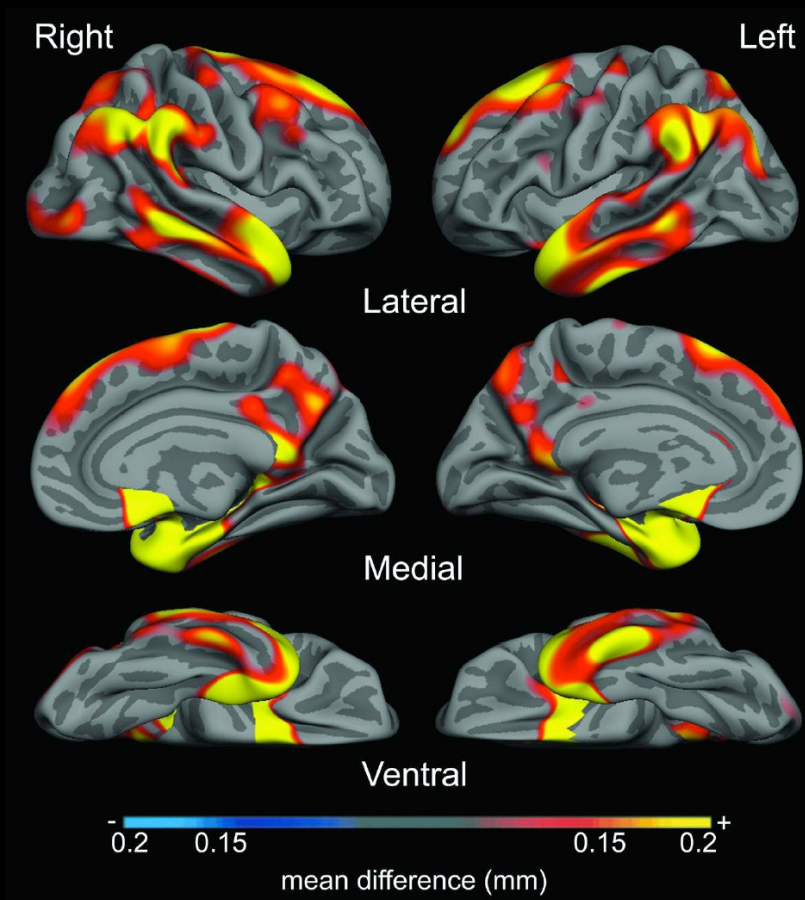 Right Left
Lateral
Medial
Ventral
- +
0.2 0.15 0.15 0.2
mean difference (mm)